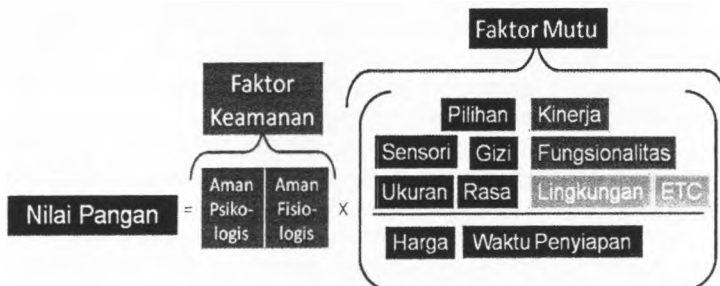 Faktor Mutu
Faktor
Keamanan
Pilihan Kinerja
Sensori Gizi Fungsionalitas
Aman Aman
Psiko- Fisio-
logis logis
Ukuran Rasa Lingkungan ETC
Nilai Pangan = x
Harga Waktu Penyiapan